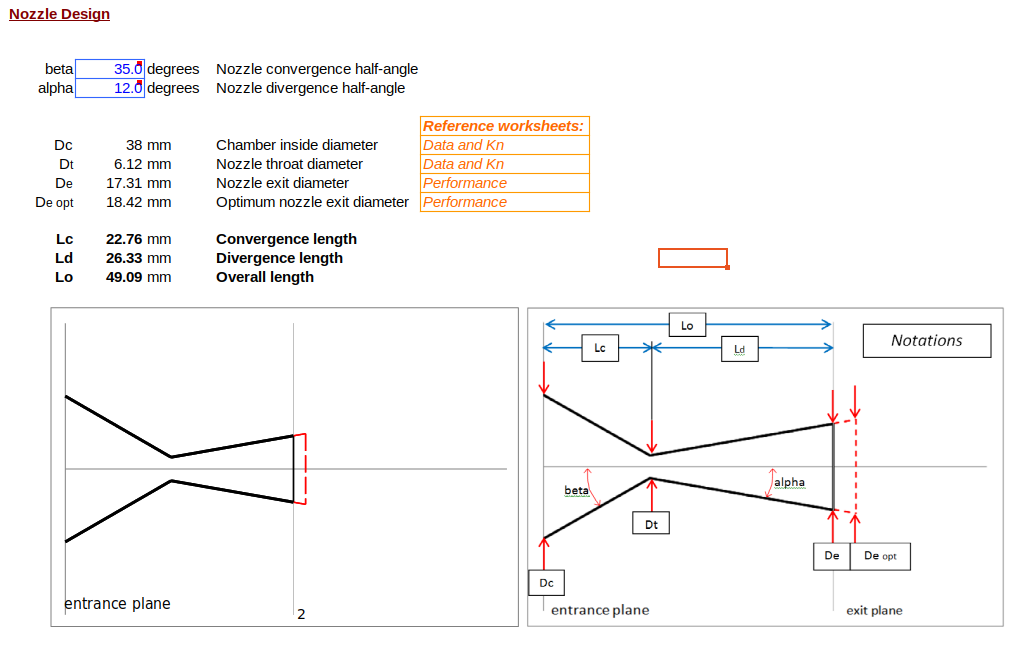 Nozzle Design
beta 35.0 degrees Nozzle convergence half-angle
alpha 12.0 degrees Nozzle divergence half-angle
Reference worksheets:
Dc 38 mm Chamber inside diameter Data and Kn
Dt 6.12 mm Nozzle throat diameter Data and Kn
De 17.31 mm Nozzle exit diameter Performance
De opt 18.42 mm Optimum nozzle exit diameter Performance
Lc 22.76 mm Convergence length
Ld 26.33 mm Divergence length
Lo 49.09 mm Overall length
entrance plane
2
Lo
Lc
Ld
Notations
beta
alpha
Dt
De
De opt
Dc
entrance plane
exit plane